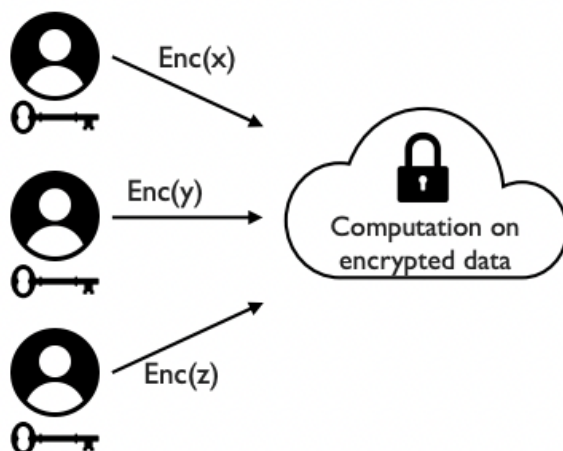 Enc(x)
Enc(y)
Computation on
encrypted data
Enc(z)